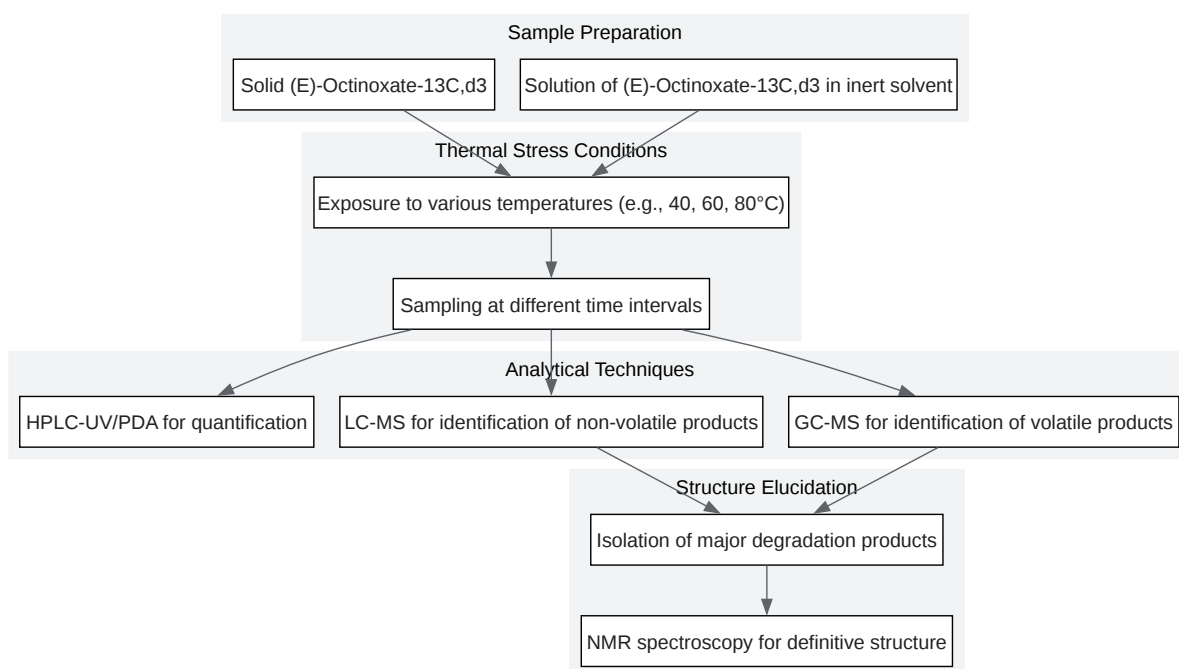 Sample Preparation
Solid (E)-Octinoxate-13C,d3
Solution of (E)-Octinoxate-13C,d3 in inert solvent
Thermal Stress Conditions
Exposure to various temperatures (e.g., 40, 60, 80°C)
Sampling at different time intervals
Analytical Techniques
HPLC-UV/PDA for quantification
LC-MS for identification of non-volatile products
GC-MS for identification of volatile products
Structure Elucidation
Isolation of major degradation products
NMR spectroscopy for definitive structure